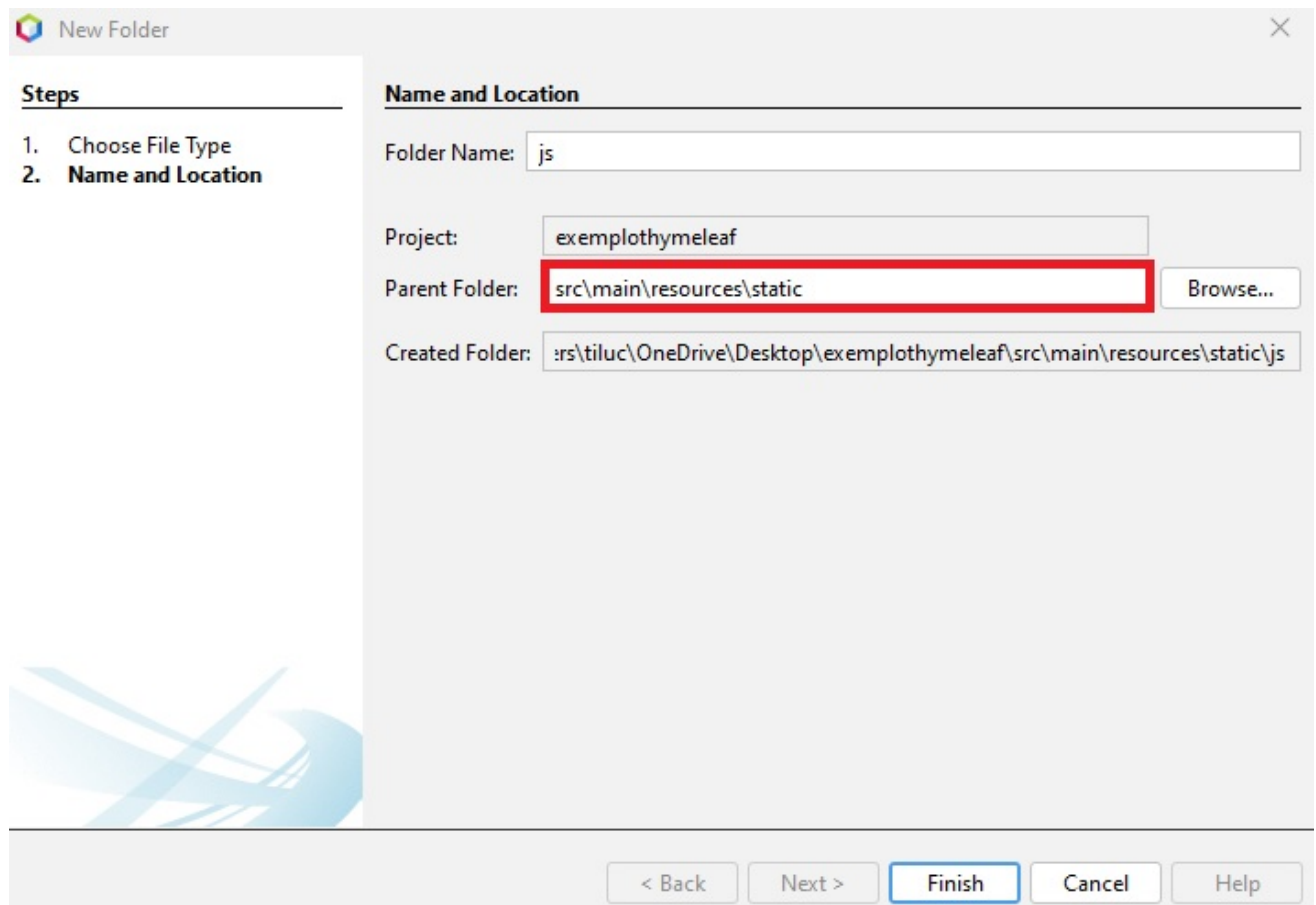 New Folder
Steps
1. Choose File Type
2. Name and Location
Name and Location
Folder Name: js
Project: exemplothymeleaf
Parent Folder: src\main\resources\static Browse...
Created Folder: :rs\tiluc\OneDrive\Desktop\exemplothymeleaf\src\main\resources\static\js
< Back Next > Finish Cancel Help